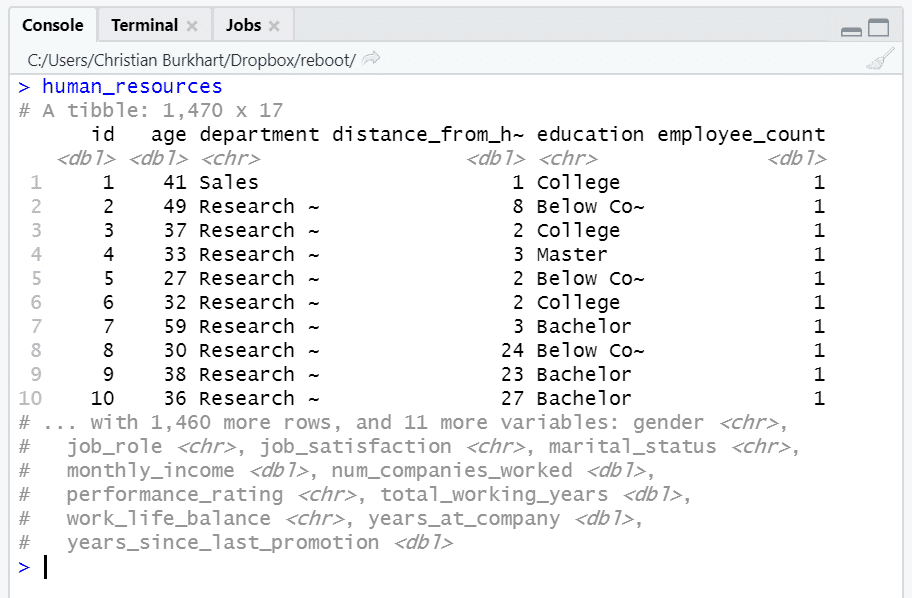 Console Terminal Jobs
C:/Users/Christian Burkhart/Dropbox/reboot/
> human_resources
# A tibble: 1,470 x 17
      id   age department distance_from_h~ education employee_count
   <dbl> <dbl> <chr>                 <dbl> <chr>              <dbl>
 1     1    41 Sales                     1 College                1
 2     2    49 Research ~                8 Below Co~              1
 3     3    37 Research ~                2 College                1
 4     4    33 Research ~                3 Master                 1
 5     5    27 Research ~                2 Below Co~              1
 6     6    32 Research ~                2 College                1
 7     7    59 Research ~                3 Bachelor               1
 8     8    30 Research ~               24 Below Co~              1
 9     9    38 Research ~               23 Bachelor               1
10    10    36 Research ~               27 Bachelor               1
# ... with 1,460 more rows, and 11 more variables: gender <chr>,
#   job_role <chr>, job_satisfaction <chr>, marital_status <chr>,
#   monthly_income <dbl>, num_companies_worked <dbl>,
#   performance_rating <chr>, total_working_years <dbl>,
#   work_life_balance <chr>, years_at_company <dbl>,
#   years_since_last_promotion <dbl>
>